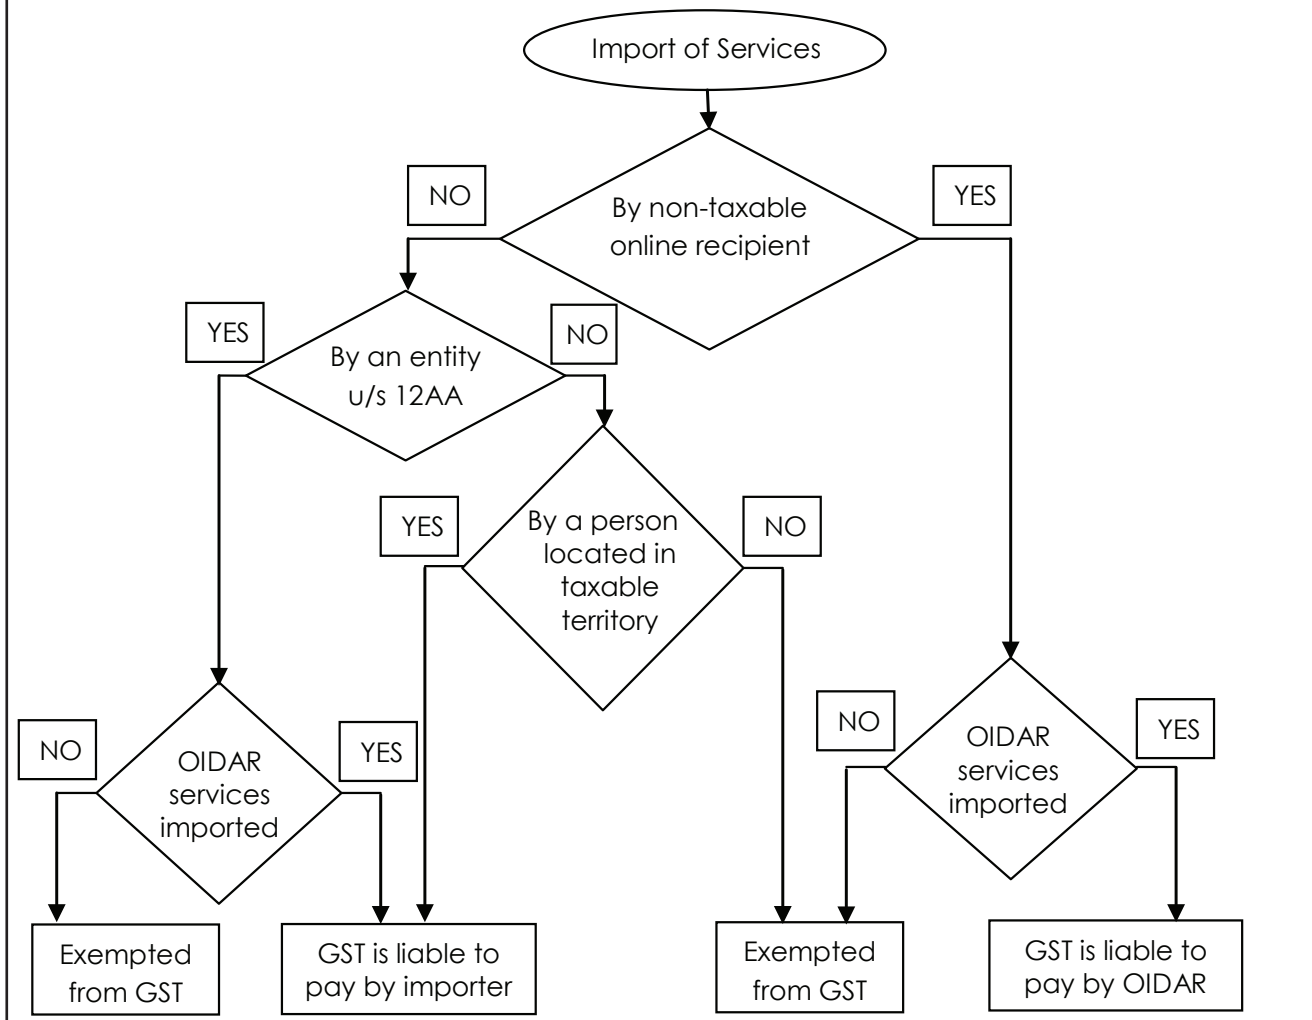 Import of Services
NO
YES
By non-taxable
online recipient
YES
NO
By an entity
u/s 12AA
YES
NO
By a person
located in
taxable
territory
NO
YES
NO
YES
OIDAR
services
imported
OIDAR
services
imported
Exempted
from GST
GST is liable to
pay by importer
Exempted
from GST
GST is liable to
pay by OIDAR